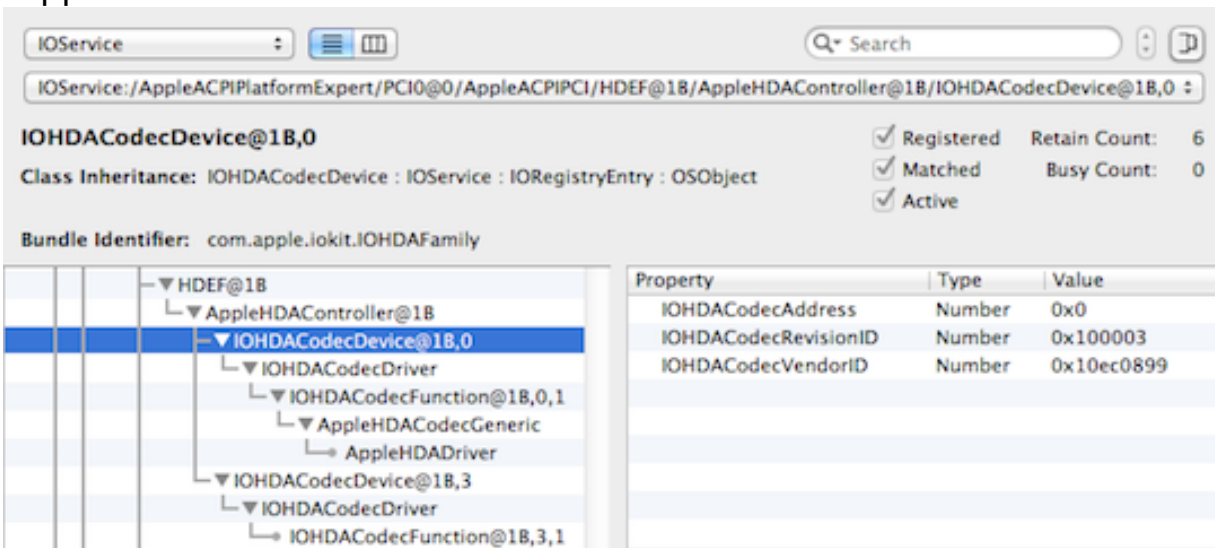 IOService Search
IOService:/AppleACPIPlatformExpert/PCI0@0/AppleACPIPCI/HDEF@1B/AppleHDAController@1B/IOHDACodecDevice@1B,0
IOHDACodecDevice@1B,0
Registered Retain Count: 6
Class Inheritance: IOHDACodecDevice : IOService : IORegistryEntry : OSObject
Matched Busy Count: 0
Active
Bundle Identifier: com.apple.iokit.IOHDAFamily
HDEF@1B
AppleHDAController@1B
IOHDACodecDevice@1B,0
IOHDACodecDriver
IOHDACodecFunction@1B,0,1
AppleHDACodecGeneric
AppleHDADriver
IOHDACodecDevice@1B,3
IOHDACodecDriver
IOHDACodecFunction@1B,3,1
Property Type Value
IOHDACodecAddress Number 0x0
IOHDACodecRevisionID Number 0x100003
IOHDACodecVendorID Number 0x10ec0899